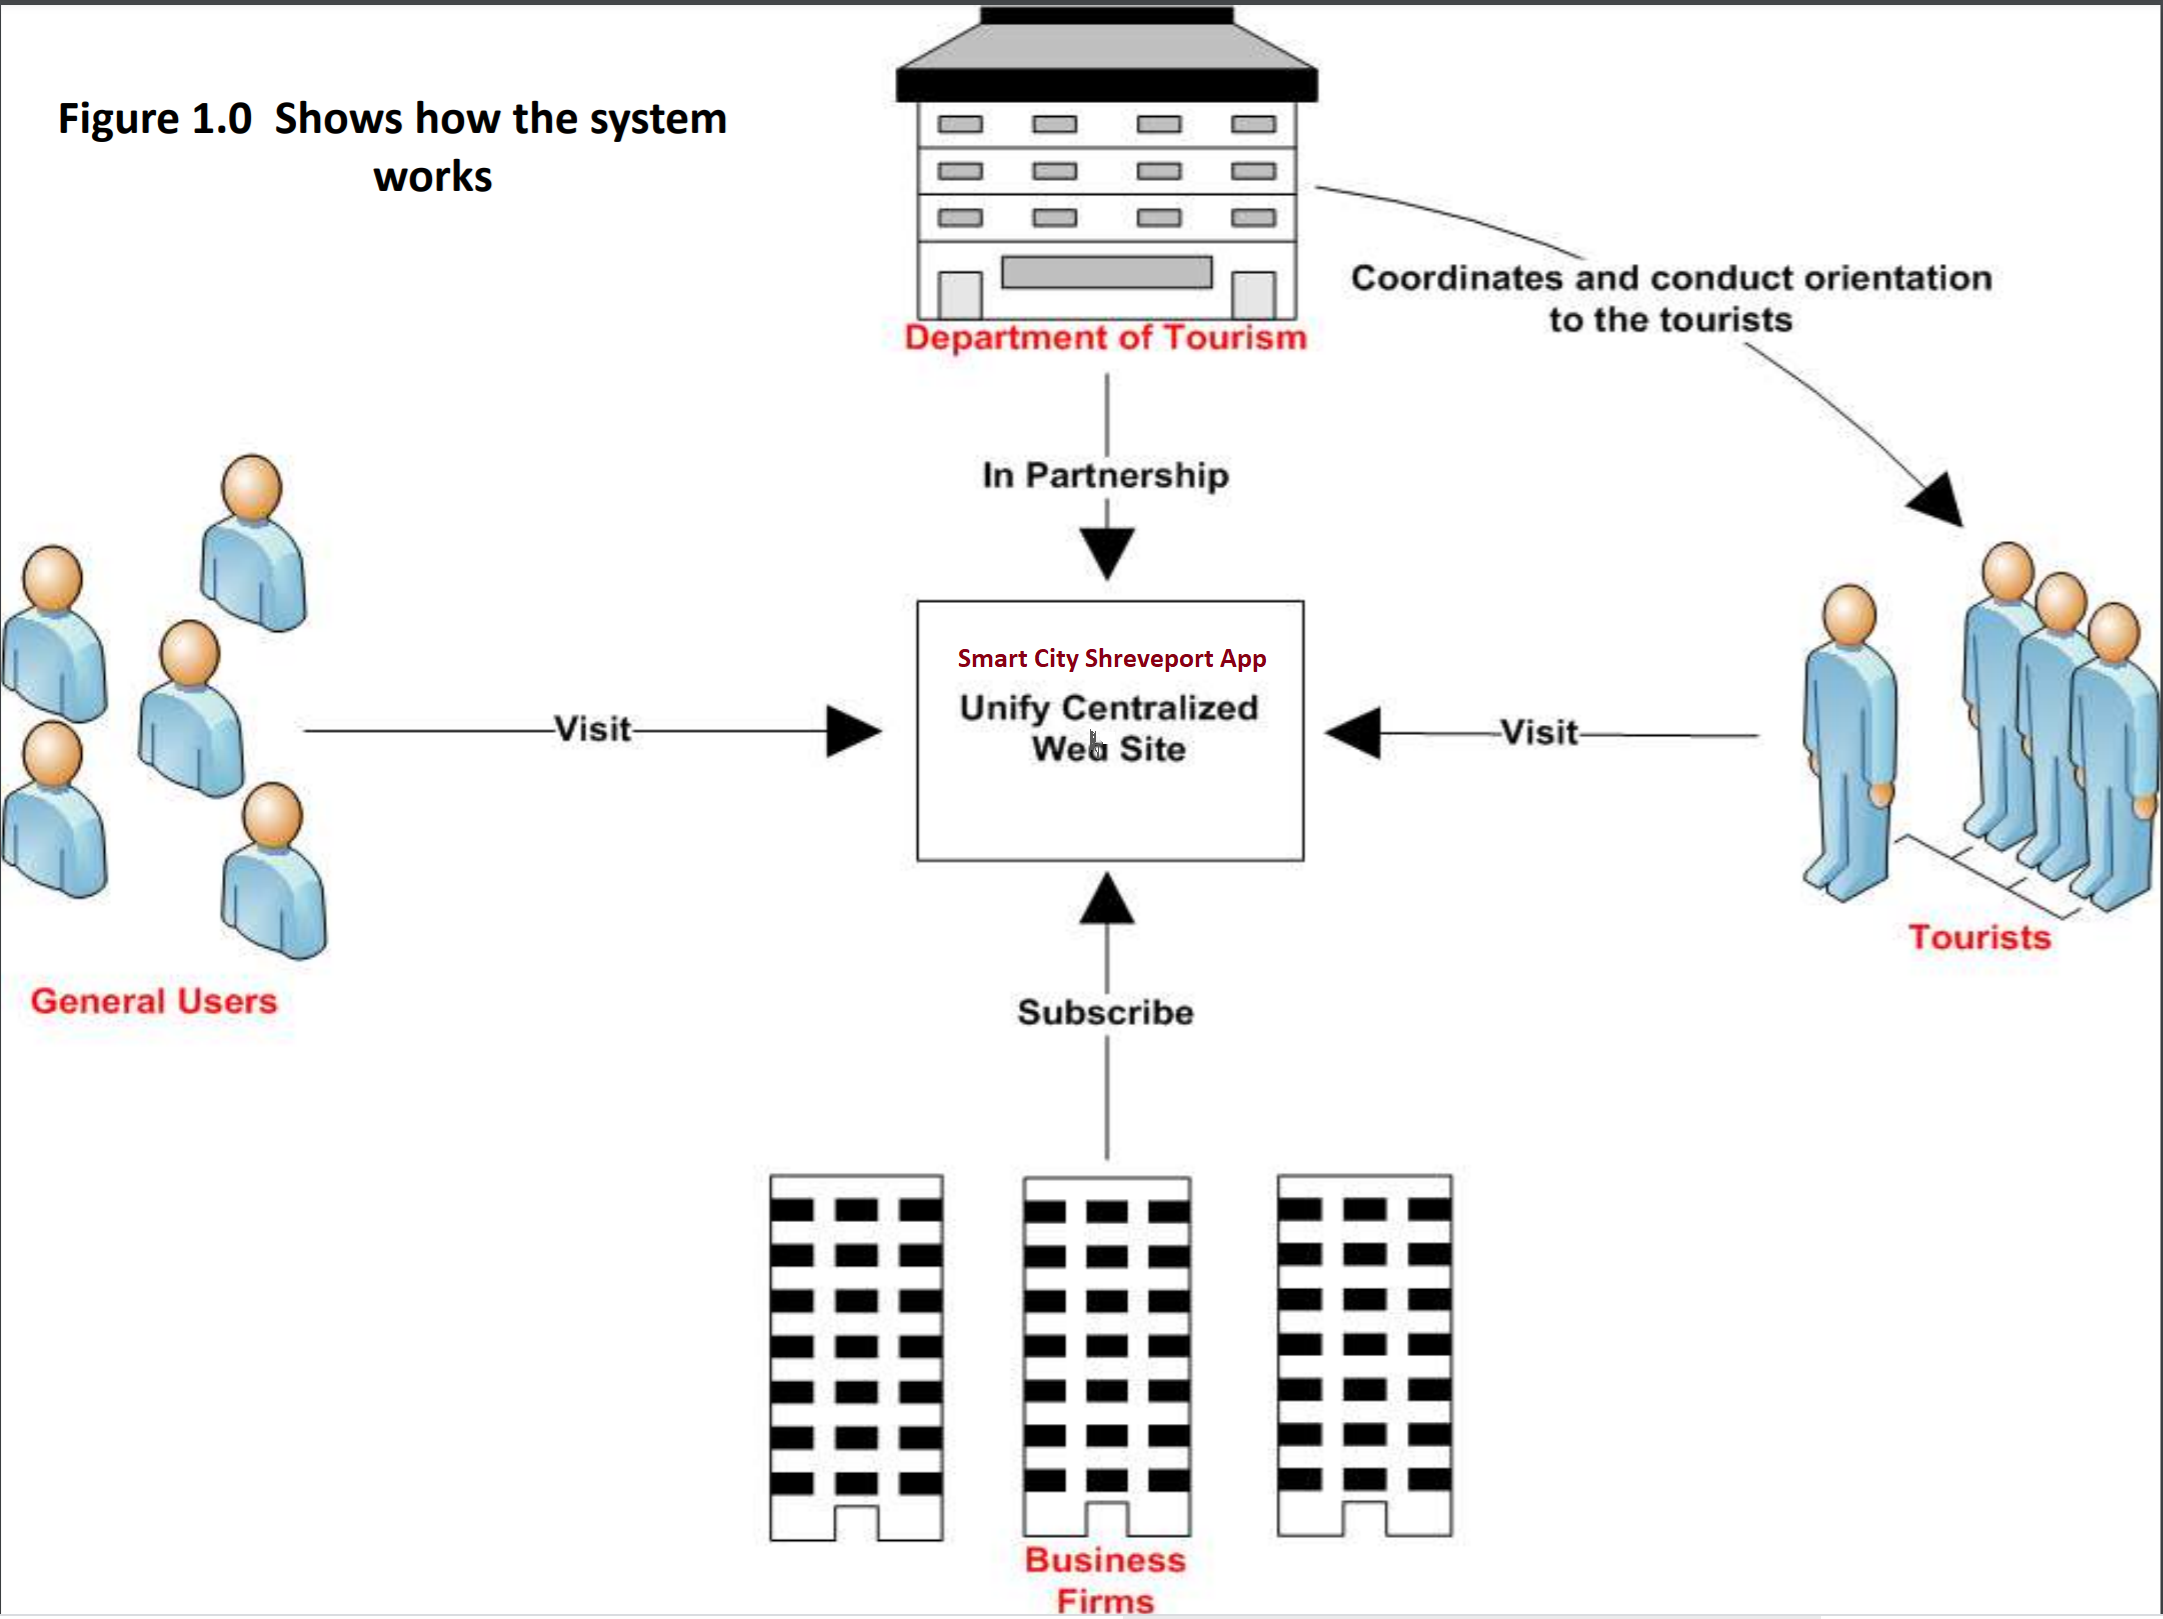 Figure 1.0  Shows how the system
works
Department of Tourism
Coordinates and conduct orientation
to the tourists
In Partnership
Smart City Shreveport App
Unify Centralized
Web Site
Visit
Visit
Tourists
General Users
Subscribe
Business
Firms